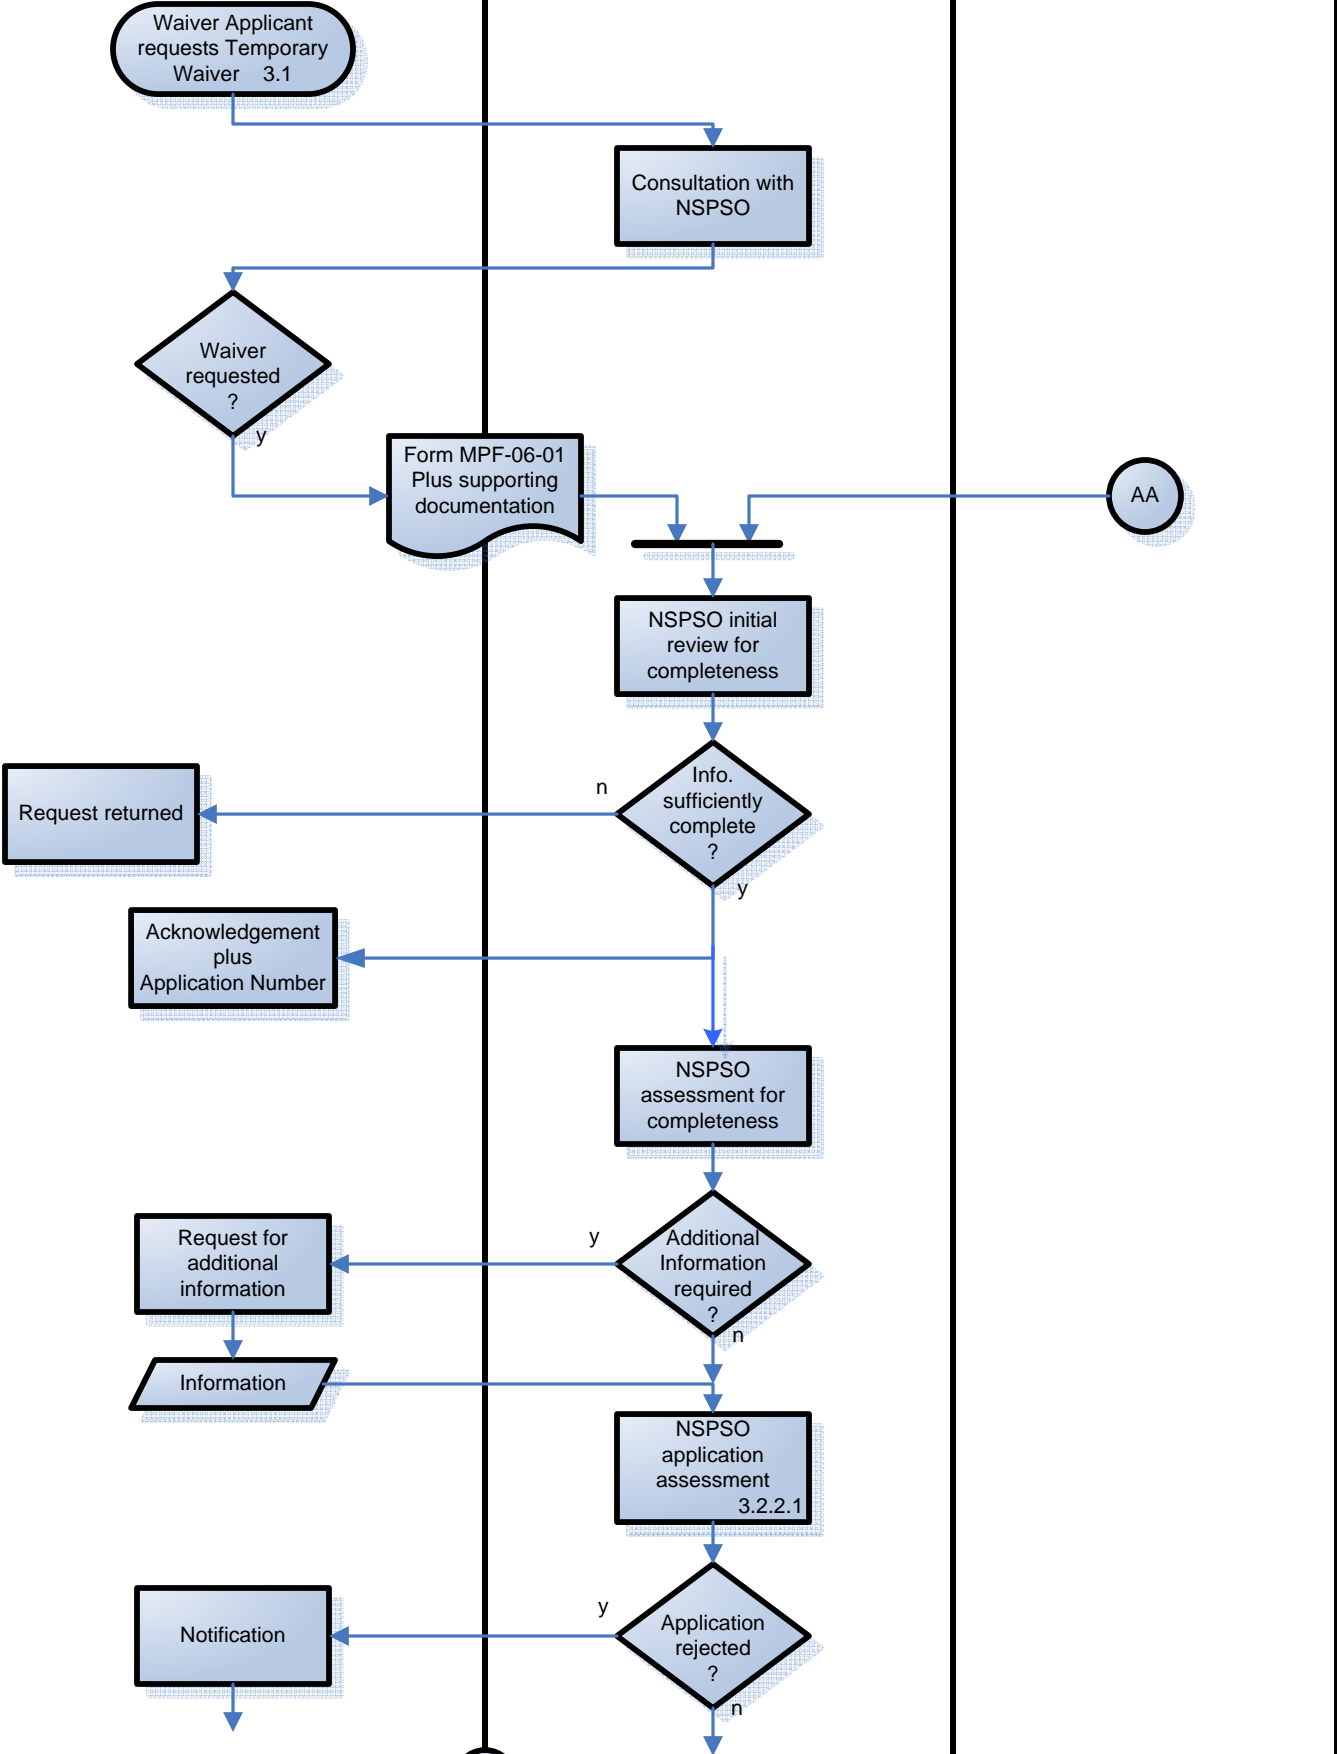 Waiver Applicant
requests Temporary
Waiver 3.1
Consultation with
NSPSO
Waiver
requested
?
y
Form MPF-06-01
Plus supporting
documentation
AA
NSPSO initial
review for
completeness
Info.
sufficiently
complete
?
n
y
Request returned
Acknowledgement
plus
Application Number
NSPSO
assessment for
completeness
Additional
Information
required
?
y
n
Request for
additional
information
Information
NSPSO
application
assessment
3.2.2.1
Application
rejected
?
y
n
Notification